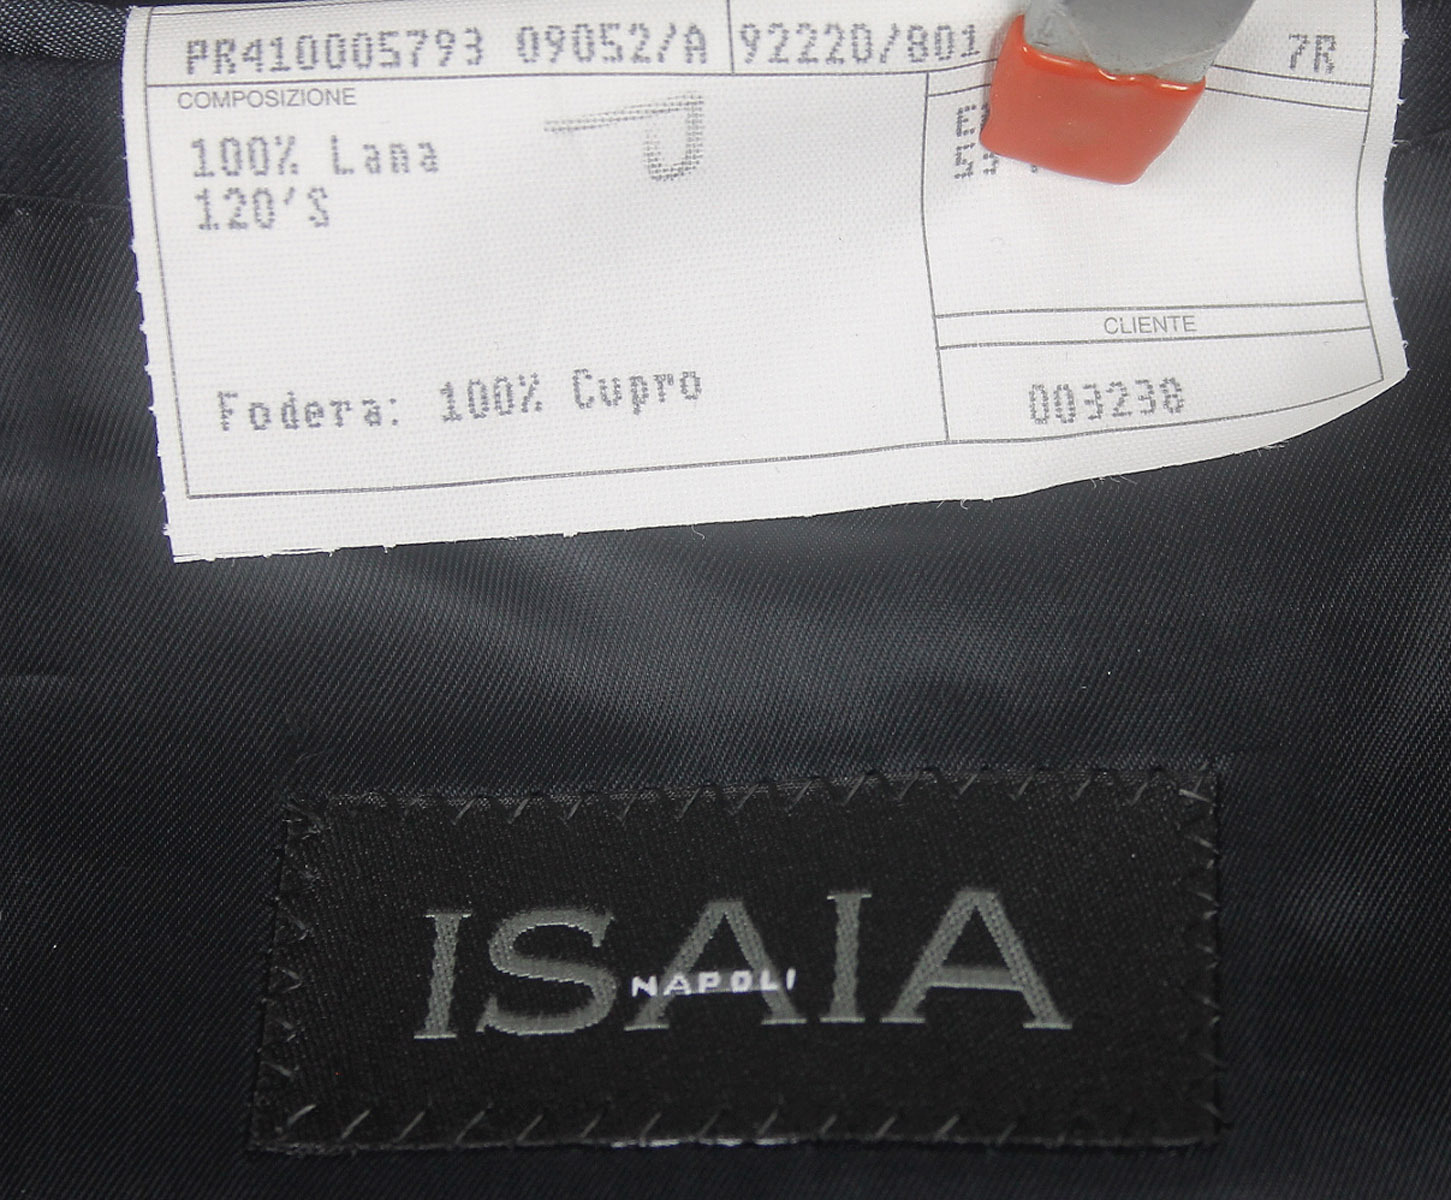 PR410005793 09052/A 92220/801 7R
COMPOSIZIONE
100% Lana
120'S
Fodera: 100% Cupro
CLIENTE
003238
ISAIA
NAPOLI